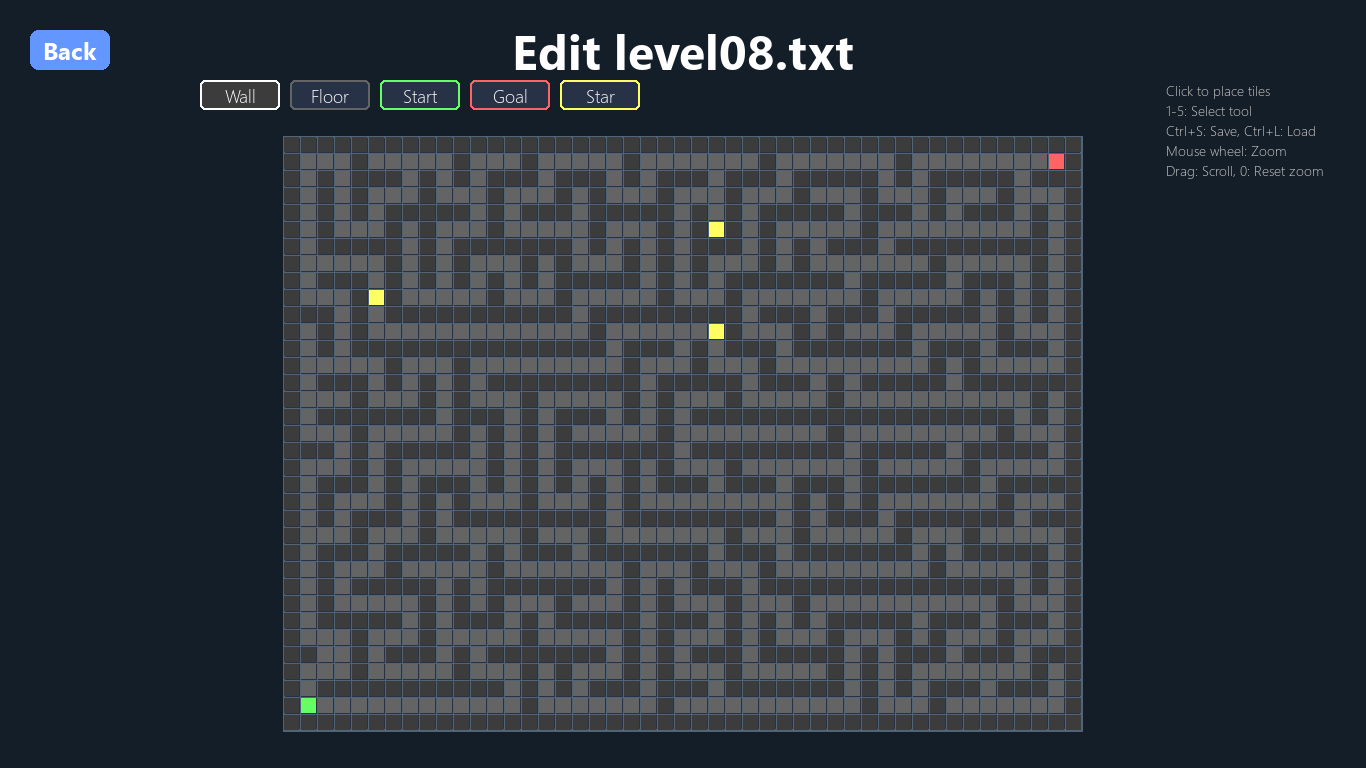 Back
Edit level08.txt
Wall
Floor
Start
Goal
Star
Click to place tiles
1-5: Select tool
Ctrl+S: Save, Ctrl+L: Load
Mouse wheel: Zoom
Drag: Scroll, 0: Reset zoom